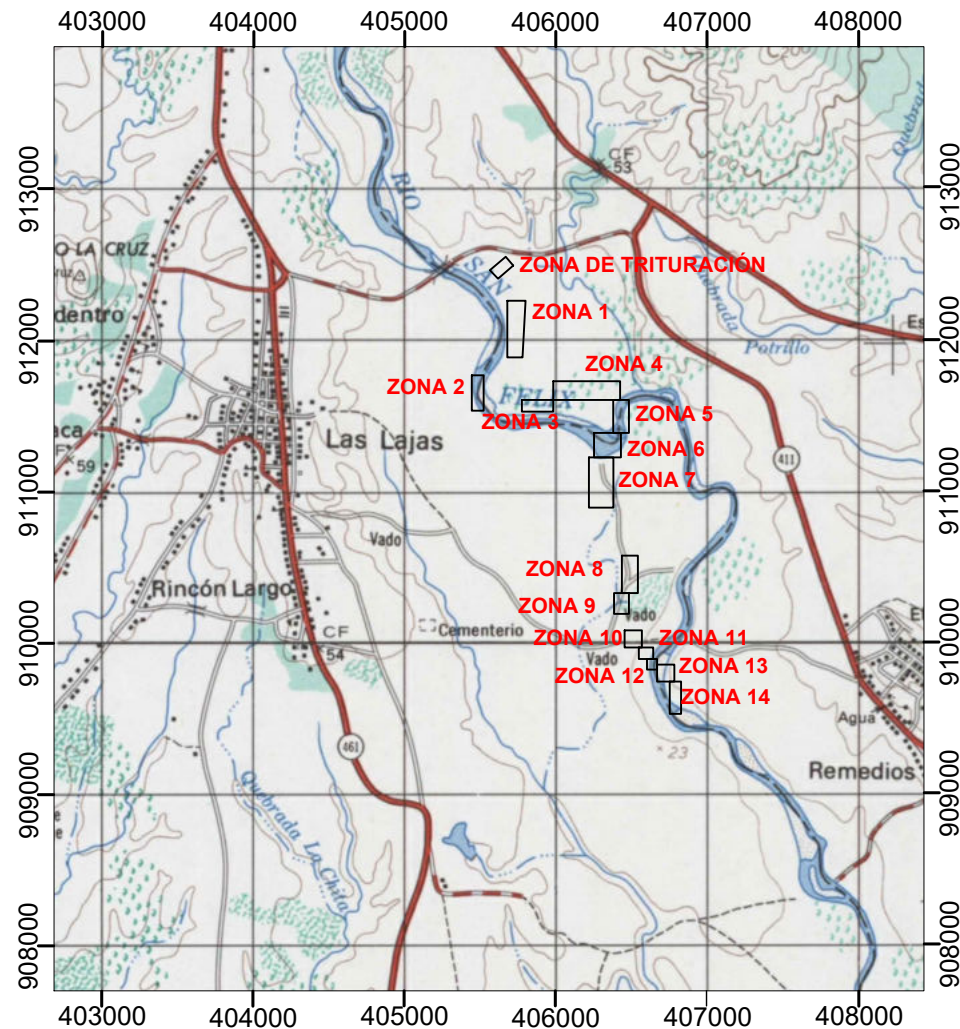 403000 404000 405000 406000 407000 408000
913000
912000
911000
910000
909000
908000
913000
912000
911000
910000
909000
908000
CF
53
Quebrada
RIO
SAN
FELIX
O LA CRUZ
dentro
ZONA DE TRITURACIÓN
ZONA 1
Quebrada
Potrillo
Es
ZONA 4
ZONA 2
ZONA 3
ZONA 5
aca
59
Las Lajas
ZONA 6
411
ZONA 7
Vado
ZONA 8
Rincón Largo
ZONA 9
Vado
CF
54
Cementerio
ZONA 10
ZONA 11
Vado
ZONA 12
ZONA 13
ZONA 14
461
23
Agua
Remedios
Quebrada La Chita
403000 404000 405000 406000 407000 408000